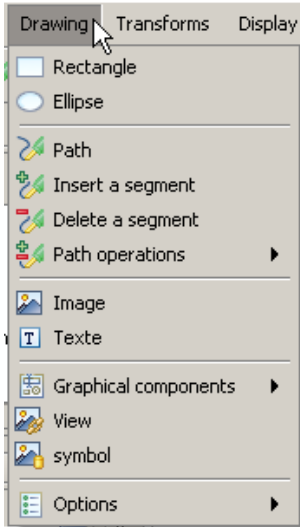 Drawing Transforms Display
Rectangle
Ellipse
Path
Insert a segment
Delete a segment
Path operations
Image
T Texte
Graphical components
View
symbol
Options